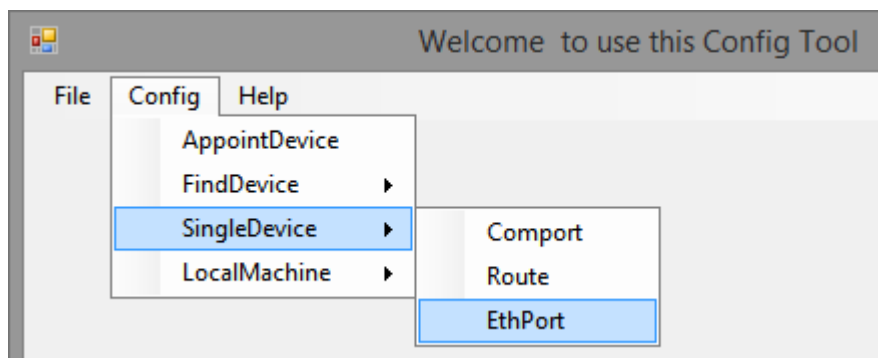 Welcome  to use this Config Tool
File Config Help
AppointDevice
FindDevice
SingleDevice
LocalMachine
Comport
Route
EthPort